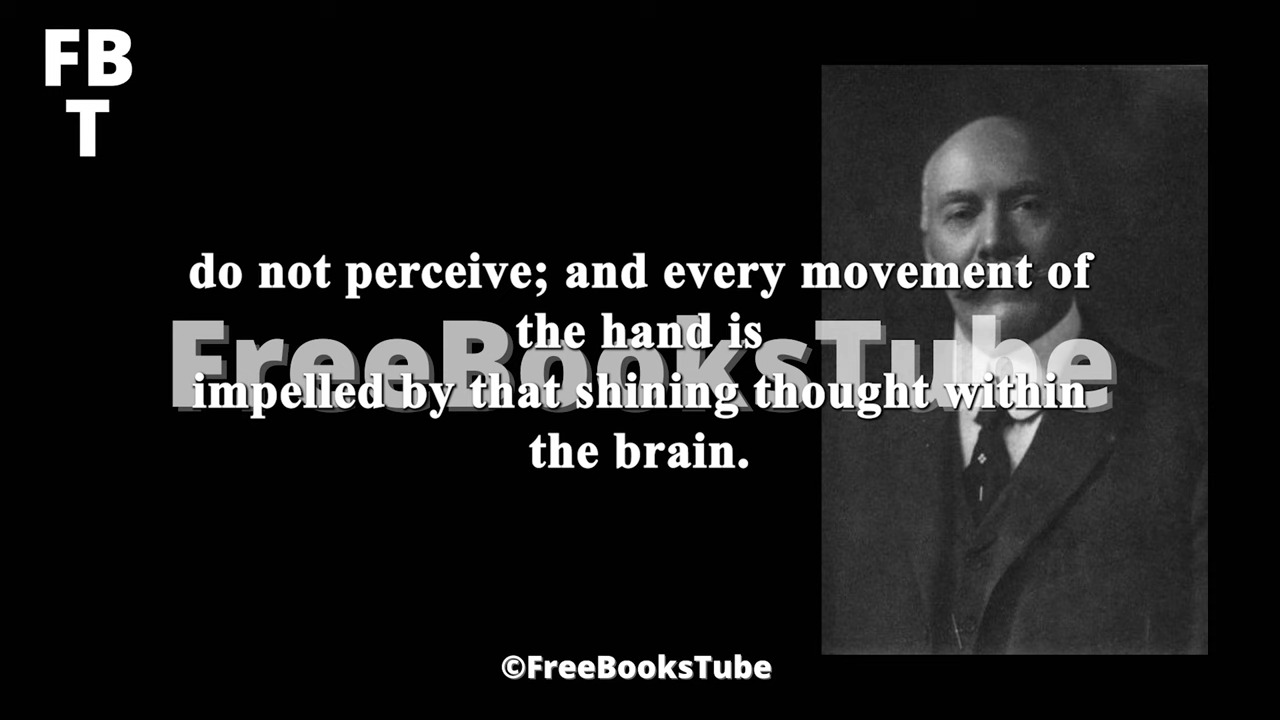 FB
T
do not perceive; and every movement of
the hand is
FreeBooksTube
impelled by that shining thought within
the brain.
©FreeBooksTube